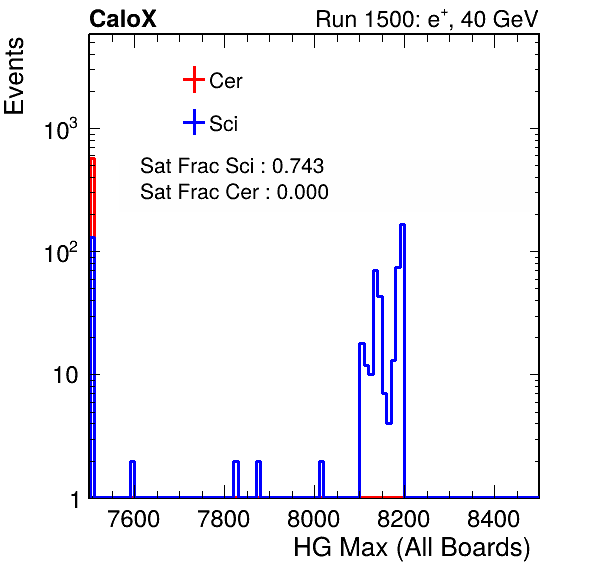 CaloX Run 1500: e⁺, 40 GeV
Events
Cer
Sci
Sat Frac Sci : 0.743
Sat Frac Cer : 0.000
10³
10²
10
1
7600 7800 8000 8200 8400
HG Max (All Boards)